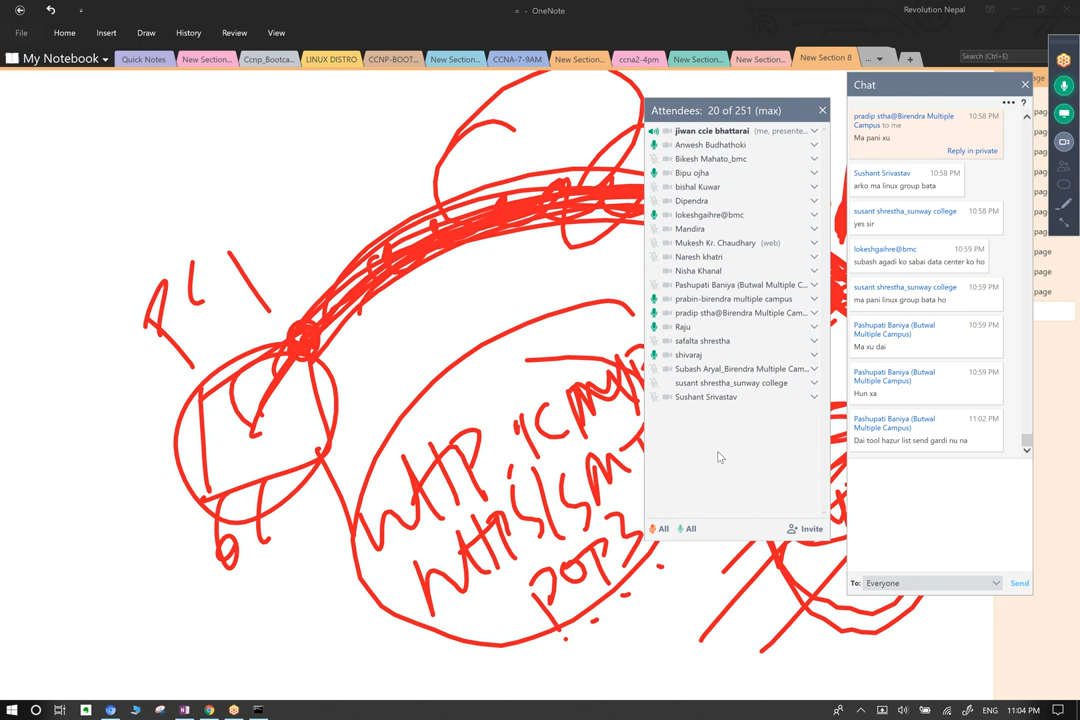 = - OneNote
Revolution Nepal
File
Home
Insert
Draw
History
Review
View
My Notebook
Quick Notes
New Section...
Ccnp_Bootca...
LINUX DISTRO
CCNP-BOOT...
New Section...
CCNA-7-9AM
New Section...
ccna2-4pm
New Section...
New Section...
Section 8
...
Search (Ctrl+E)
Attendees: 20 of 251 (max)
jiwan ccie bhattarai (me, presente...
Anwesh Budhathoki
Bikesh Mahato_bmc
Bipu ojha
bishal Kuwar
Dipendra
lokeshgaihre@bmc
Mandira
Mukesh Kr. Chaudhary (web)
Naresh khatri
Nisha Khanal
Pashupati Baniya (Butwal Multiple C...
prabin-birendra multiple campus
pradip stha@Birendra Multiple Cam...
Raju
safalta shrestha
shivaraj
Subash Aryal_Birendra Multiple Cam...
susant shrestha_sunway college
Sushant Srivastav
All
All
Invite
Chat
... ?
pradip stha@Birendra Multiple 10:58 PM
Campus to me
Ma pani xu
Reply in private
Sushant Srivastav 10:58 PM
arko ma linux group bata
susant shrestha_sunway college 10:58 PM
yes sir
lokeshgaihre@bmc 10:59 PM
subash agadi ko sabai data center ko ho
susant shrestha_sunway college 10:59 PM
ma pani linux group bata ho
Pashupati Baniya (Butwal 10:59 PM
Multiple Campus)
Ma xu dai
Pashupati Baniya (Butwal 10:59 PM
Multiple Campus)
Hun xa
Pashupati Baniya (Butwal 11:02 PM
Multiple Campus)
Dai tool hazur list send gardi nu na
To: Everyone
Send
page
page
page
page
page
page
page
page
PC1
POP3
ENG
11:04 PM